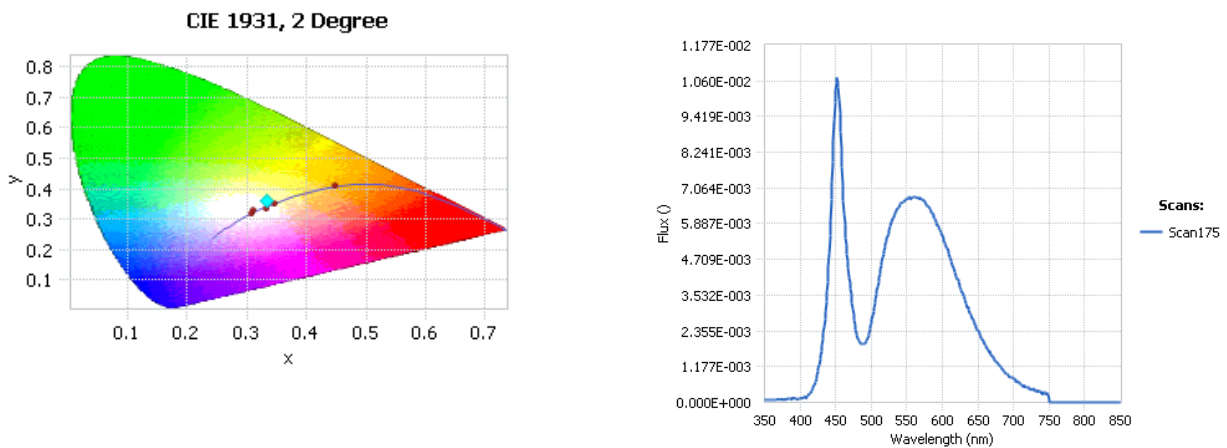 CIE 1931, 2 Degree
0.8
0.7
0.6
0.5
0.4
0.3
0.2
0.1
y
0.1 0.2 0.3 0.4 0.5 0.6 0.7
x
1.177E-002
1.060E-002
9.419E-003
8.241E-003
7.064E-003
5.887E-003
4.709E-003
3.532E-003
2.355E-003
1.177E-003
0.000E+000
Flux ()
350 400 450 500 550 600 650 700 750 800 850
Wavelength (nm)
Scans:
Scan175